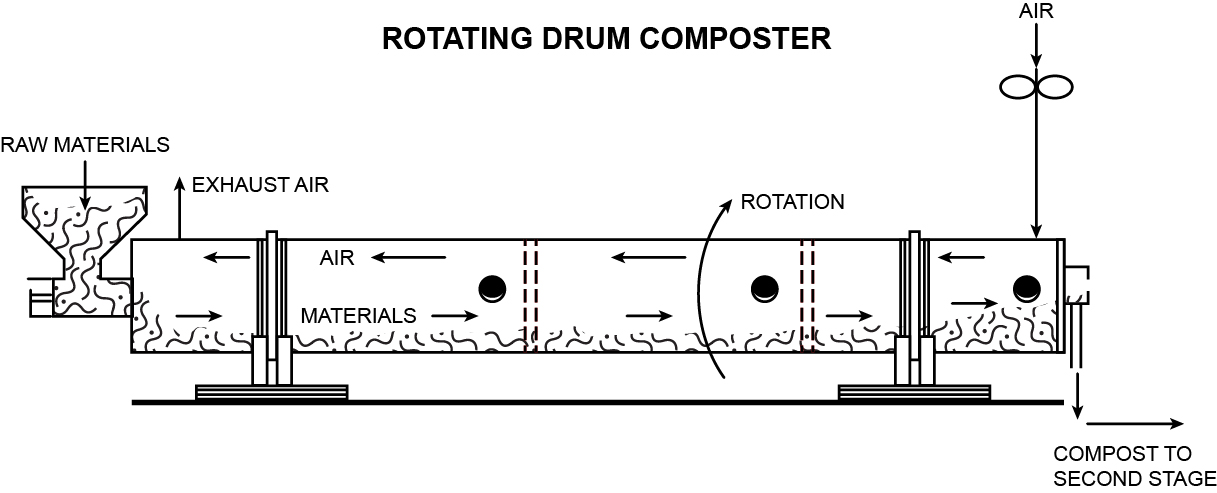 ROTATING DRUM COMPOSTER
AIR
RAW MATERIALS
EXHAUST AIR
ROTATION
AIR
MATERIALS
COMPOST TO
SECOND STAGE